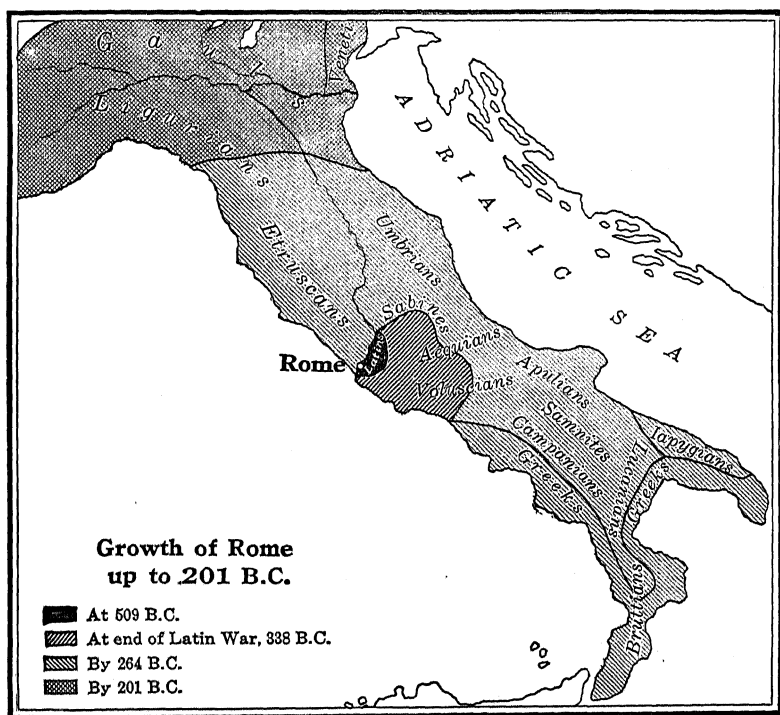 Gauls
Veneti
Ligurians
ADRIATIC SEA
Umbrians
Etruscans
Sabines
Rome
Latins
Aequians
Volscians
Apulians
Samnites
Campanians
Greeks
Iapygians
Lucanians
Greeks
Bruttians
Growth of Rome
up to 201 B.C.
At 509 B.C.
At end of Latin War, 338 B.C.
By 264 B.C.
By 201 B.C.